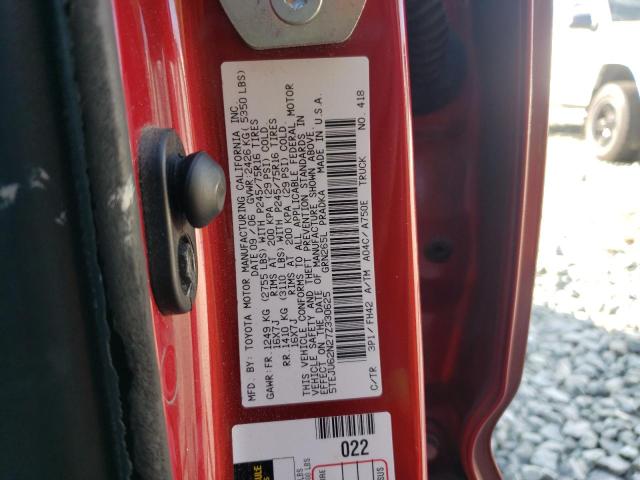 MFD. BY: TOYOTA MOTOR MANUFACTURING CALIFORNIA INC.
DATE 09/06 GVWR: 2426 KG( 5350 LBS)
GAWR: FR. 1249 KG (2755 LBS) WITH P245/75R16 TIRES
16X7J RIMS AT 200 KPA (29 PSI) COLD.
RR. 1410 KG (3110 LBS) WITH P245/75R16 TIRES
16X7J RIMS AT 200 KPA (29 PSI) COLD.
THIS VEHICLE CONFORMS TO ALL APPLICABLE FEDERAL MOTOR
VEHICLE SAFETY AND THEFT PREVENTION STANDARDS IN
EFFECT ON THE DATE OF MANUFACTURE SHOWN ABOVE.
5TEJU62N27Z330625 GRN265L PRADKA MADE IN U.S.A.
C/TR 3P1/FH42 A/TM A04C/A750E TRUCK NO. 418
022